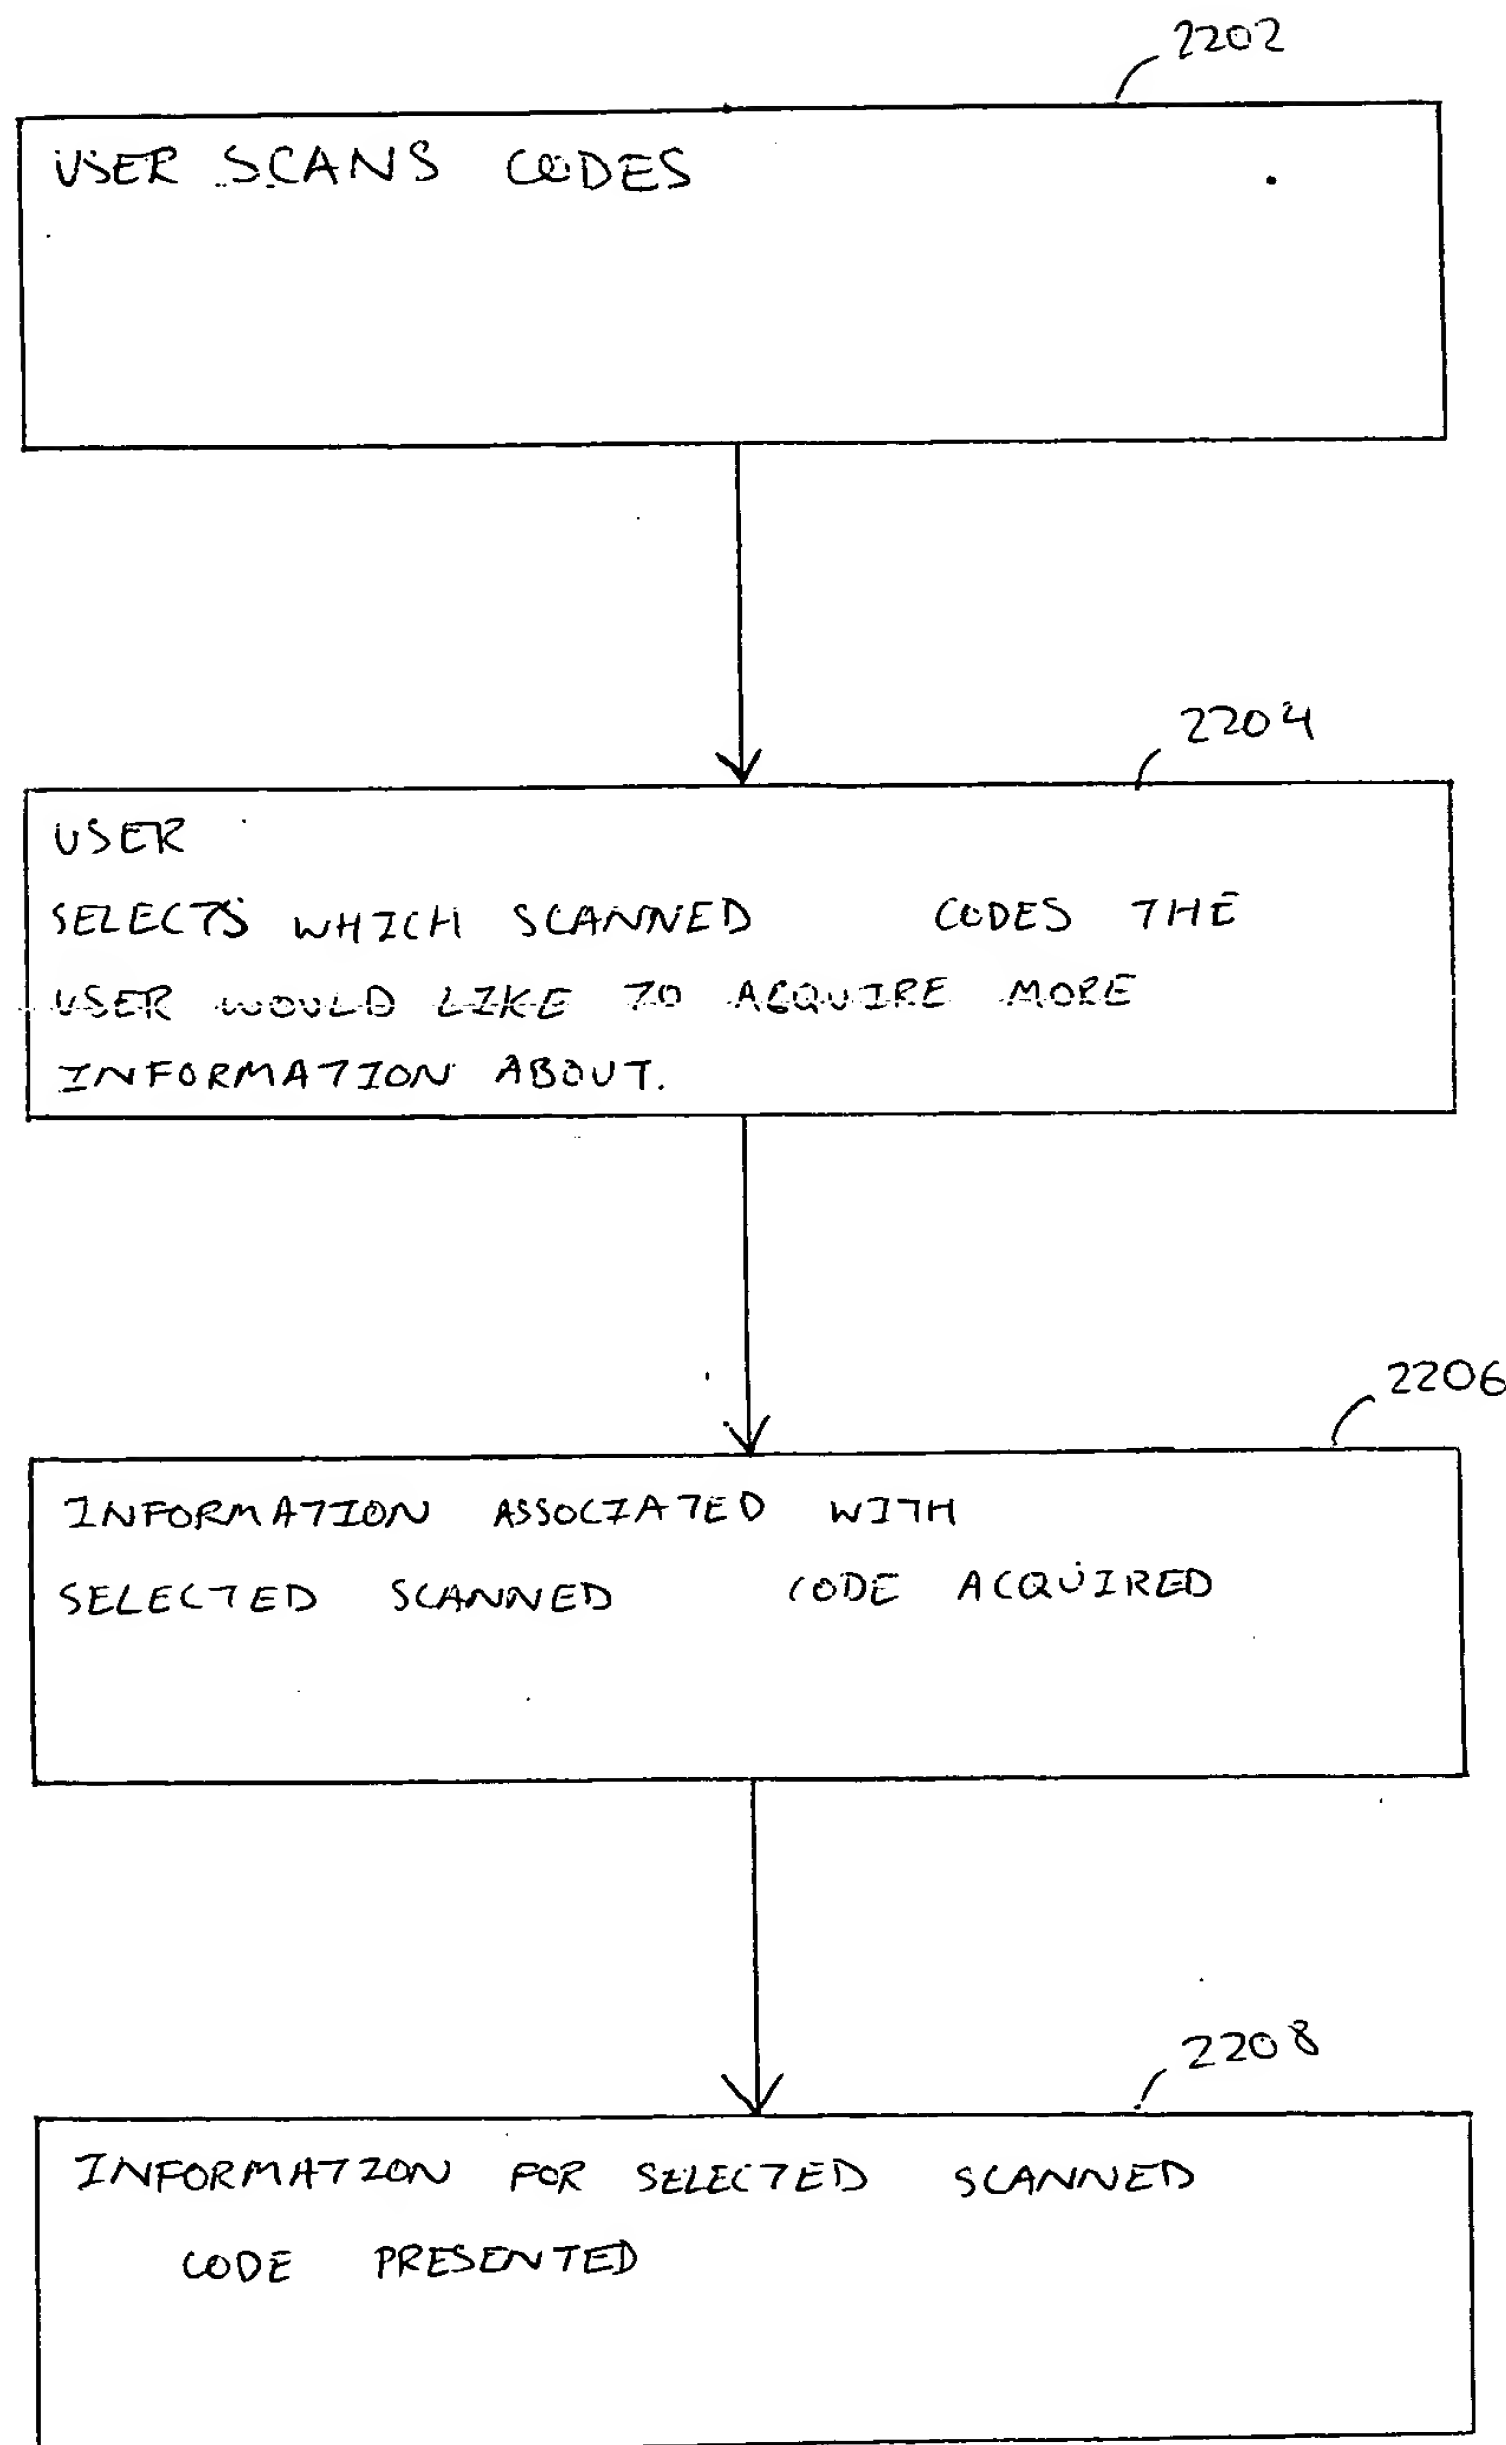 2202
USER SCANS CODES
2204
USER
SELECTS WHICH SCANNED CODES THE
USER WOULD LIKE TO ACQUIRE MORE
INFORMATION ABOUT.
2206
INFORMATION ASSOCIATED WITH
SELECTED SCANNED CODE ACQUIRED
2208
INFORMATION FOR SELECTED SCANNED
CODE PRESENTED